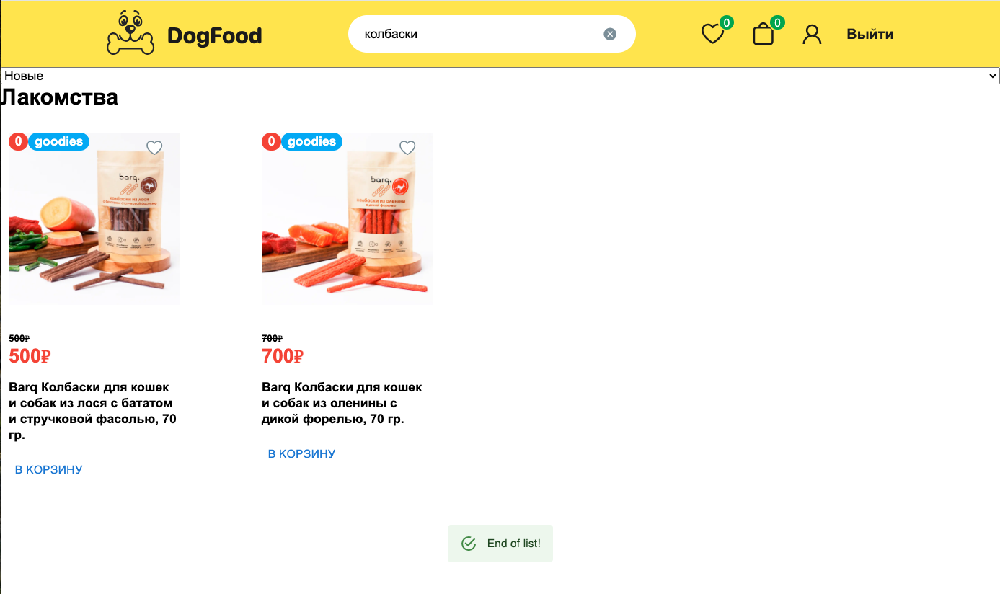 DogFood
колбаски
0
0
Выйти
Новые
Лакомства
0 goodies
0 goodies
barq.
колбаски из лося
с бататом и стручковой фасолью
barq.
колбаски из оленины
с дикой форелью
500₽
500₽
Barq Колбаски для кошек
и собак из лося с бататом
и стручковой фасолью, 70
гр.
В КОРЗИНУ
700₽
700₽
Barq Колбаски для кошек
и собак из оленины с
дикой форелью, 70 гр.
В КОРЗИНУ
End of list!